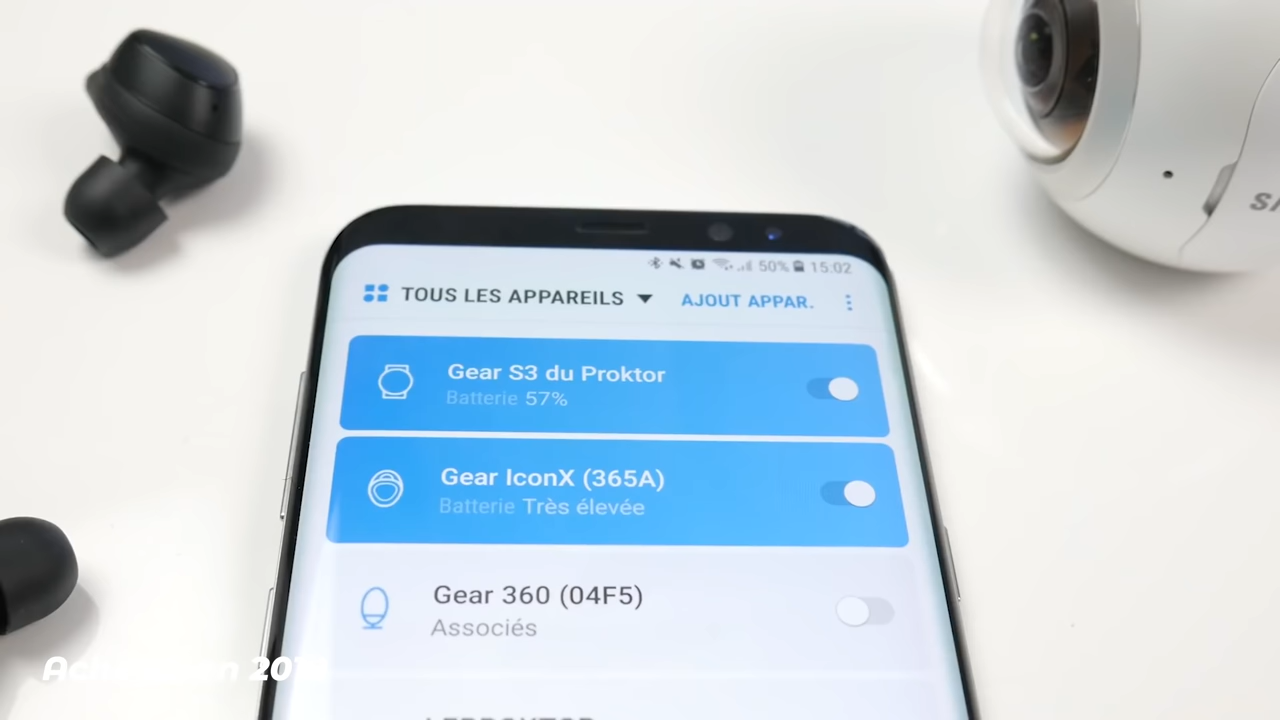 50% 15:02
TOUS LES APPAREILS AJOUT APPAR.
Gear S3 du Proktor
Batterie 57%
Gear IconX (365A)
Batterie Très élevée
Gear 360 (04F5)
Associés